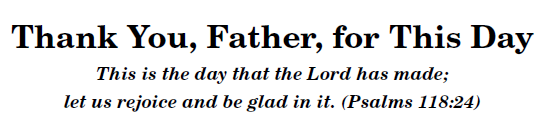 Thank You, Father, for This Day
This is the day that the Lord has made;
let us rejoice and be glad in it. (Psalms 118:24)